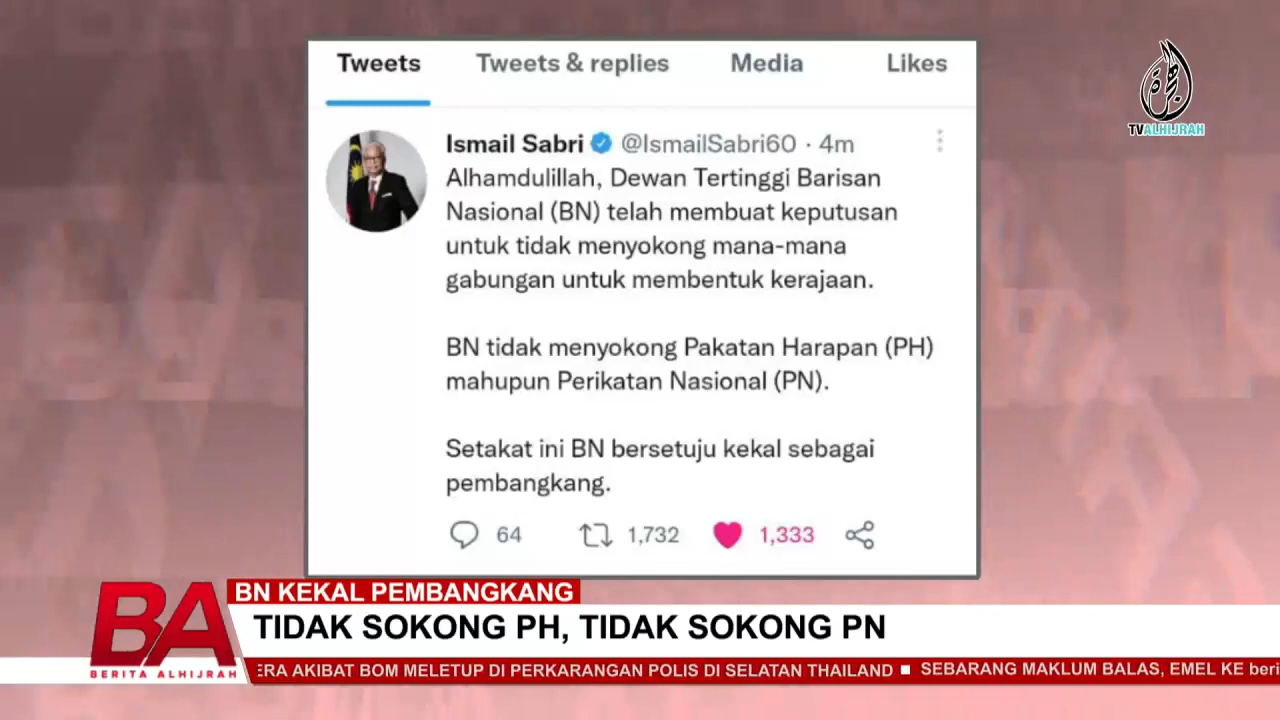 Tweets Tweets & replies Media Likes
Ismail Sabri @IsmailSabri60 · 4m
Alhamdulillah, Dewan Tertinggi Barisan
Nasional (BN) telah membuat keputusan
untuk tidak menyokong mana-mana
gabungan untuk membentuk kerajaan.
BN tidak menyokong Pakatan Harapan (PH)
mahupun Perikatan Nasional (PN).
Setakat ini BN bersetuju kekal sebagai
pembangkang.
64 1,732 1,333
TVALHIJRAH
BA
BERITA ALHIJRAH
BN KEKAL PEMBANGKANG
TIDAK SOKONG PH, TIDAK SOKONG PN
ERA AKIBAT BOM MELETUP DI PERKARANGAN POLIS DI SELATAN THAILAND ■ SEBARANG MAKLUM BALAS, EMEL KE beri